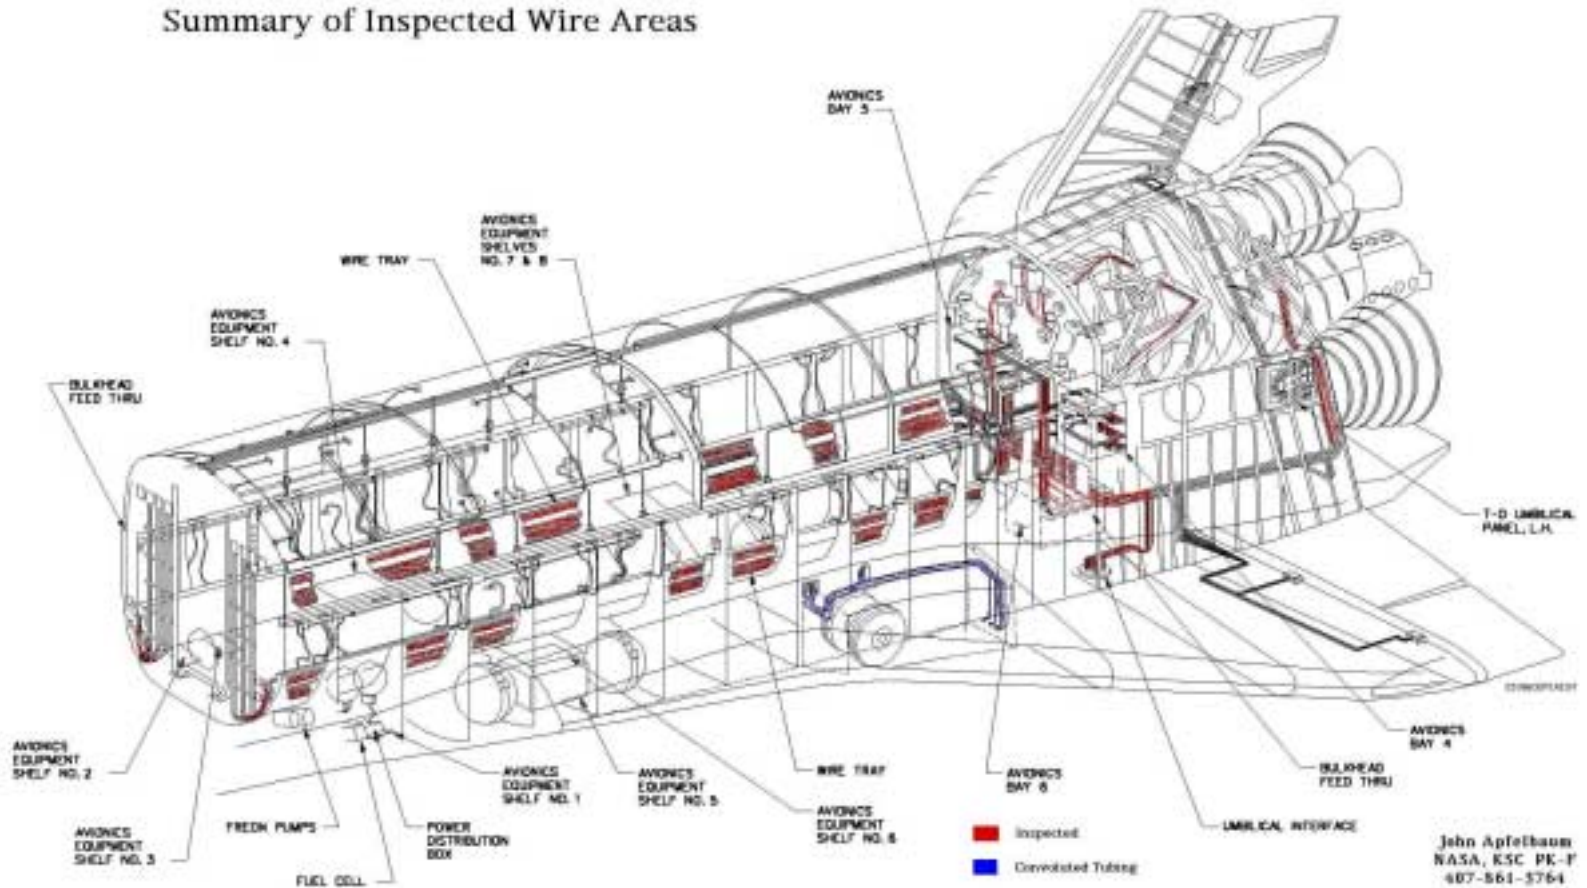 Summary of Inspected Wire Areas
AVIONICS
BAY 5
AVIONICS
EQUIPMENT
SHELVES
NO. 7 & 8
WIRE TRAY
AVIONICS
EQUIPMENT
SHELF NO. 4
BULKHEAD
FEED THRU
T-0 UMBILICAL
PANEL, L.H.
AVIONICS
EQUIPMENT
SHELF NO. 2
AVIONICS
EQUIPMENT
SHELF NO. 3
FREON PUMPS
FUEL CELL
POWER
DISTRIBUTION
BOX
AVIONICS
EQUIPMENT
SHELF NO. 1
AVIONICS
EQUIPMENT
SHELF NO. 5
WIRE TRAY
AVIONICS
EQUIPMENT
SHELF NO. 6
AVIONICS
BAY 6
UMBILICAL INTERFACE
BULKHEAD
FEED THRU
AVIONICS
BAY 4
Inspected
Convoluted Tubing
John Apfelbaum
NASA, KSC PK-F
407-861-3764